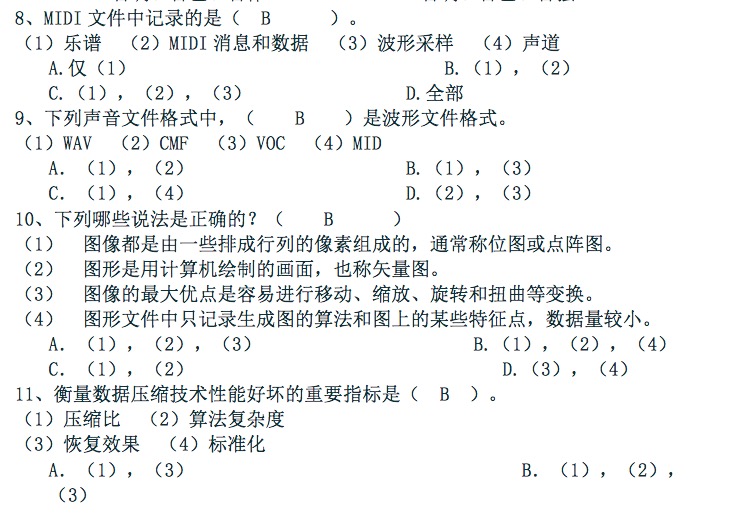 8、MIDI 文件中记录的是（ B ）。
（1）乐谱 （2）MIDI 消息和数据 （3）波形采样 （4）声道
A.仅（1） B.（1），（2）
C.（1），（2），（3） D.全部
9、下列声音文件格式中，（ B ）是波形文件格式。
（1）WAV （2）CMF （3）VOC （4）MID
A. （1），（2） B.（1），（3）
C. （1），（4） D.（2），（3）
10、下列哪些说法是正确的？（ B ）
（1） 图像都是由一些排成行列的像素组成的，通常称位图或点阵图。
（2） 图形是用计算机绘制的画面，也称矢量图。
（3） 图像的最大优点是容易进行移动、缩放、旋转和扭曲等变换。
（4） 图形文件中只记录生成图的算法和图上的某些特征点，数据量较小。
A. （1），（2），（3） B.（1），（2），（4）
C. （1），（2） D.（3），（4）
11、衡量数据压缩技术性能好坏的重要指标是（ B ）。
（1）压缩比 （2）算法复杂度
（3）恢复效果 （4）标准化
A. （1），（3） B. （1），（2），
（3）